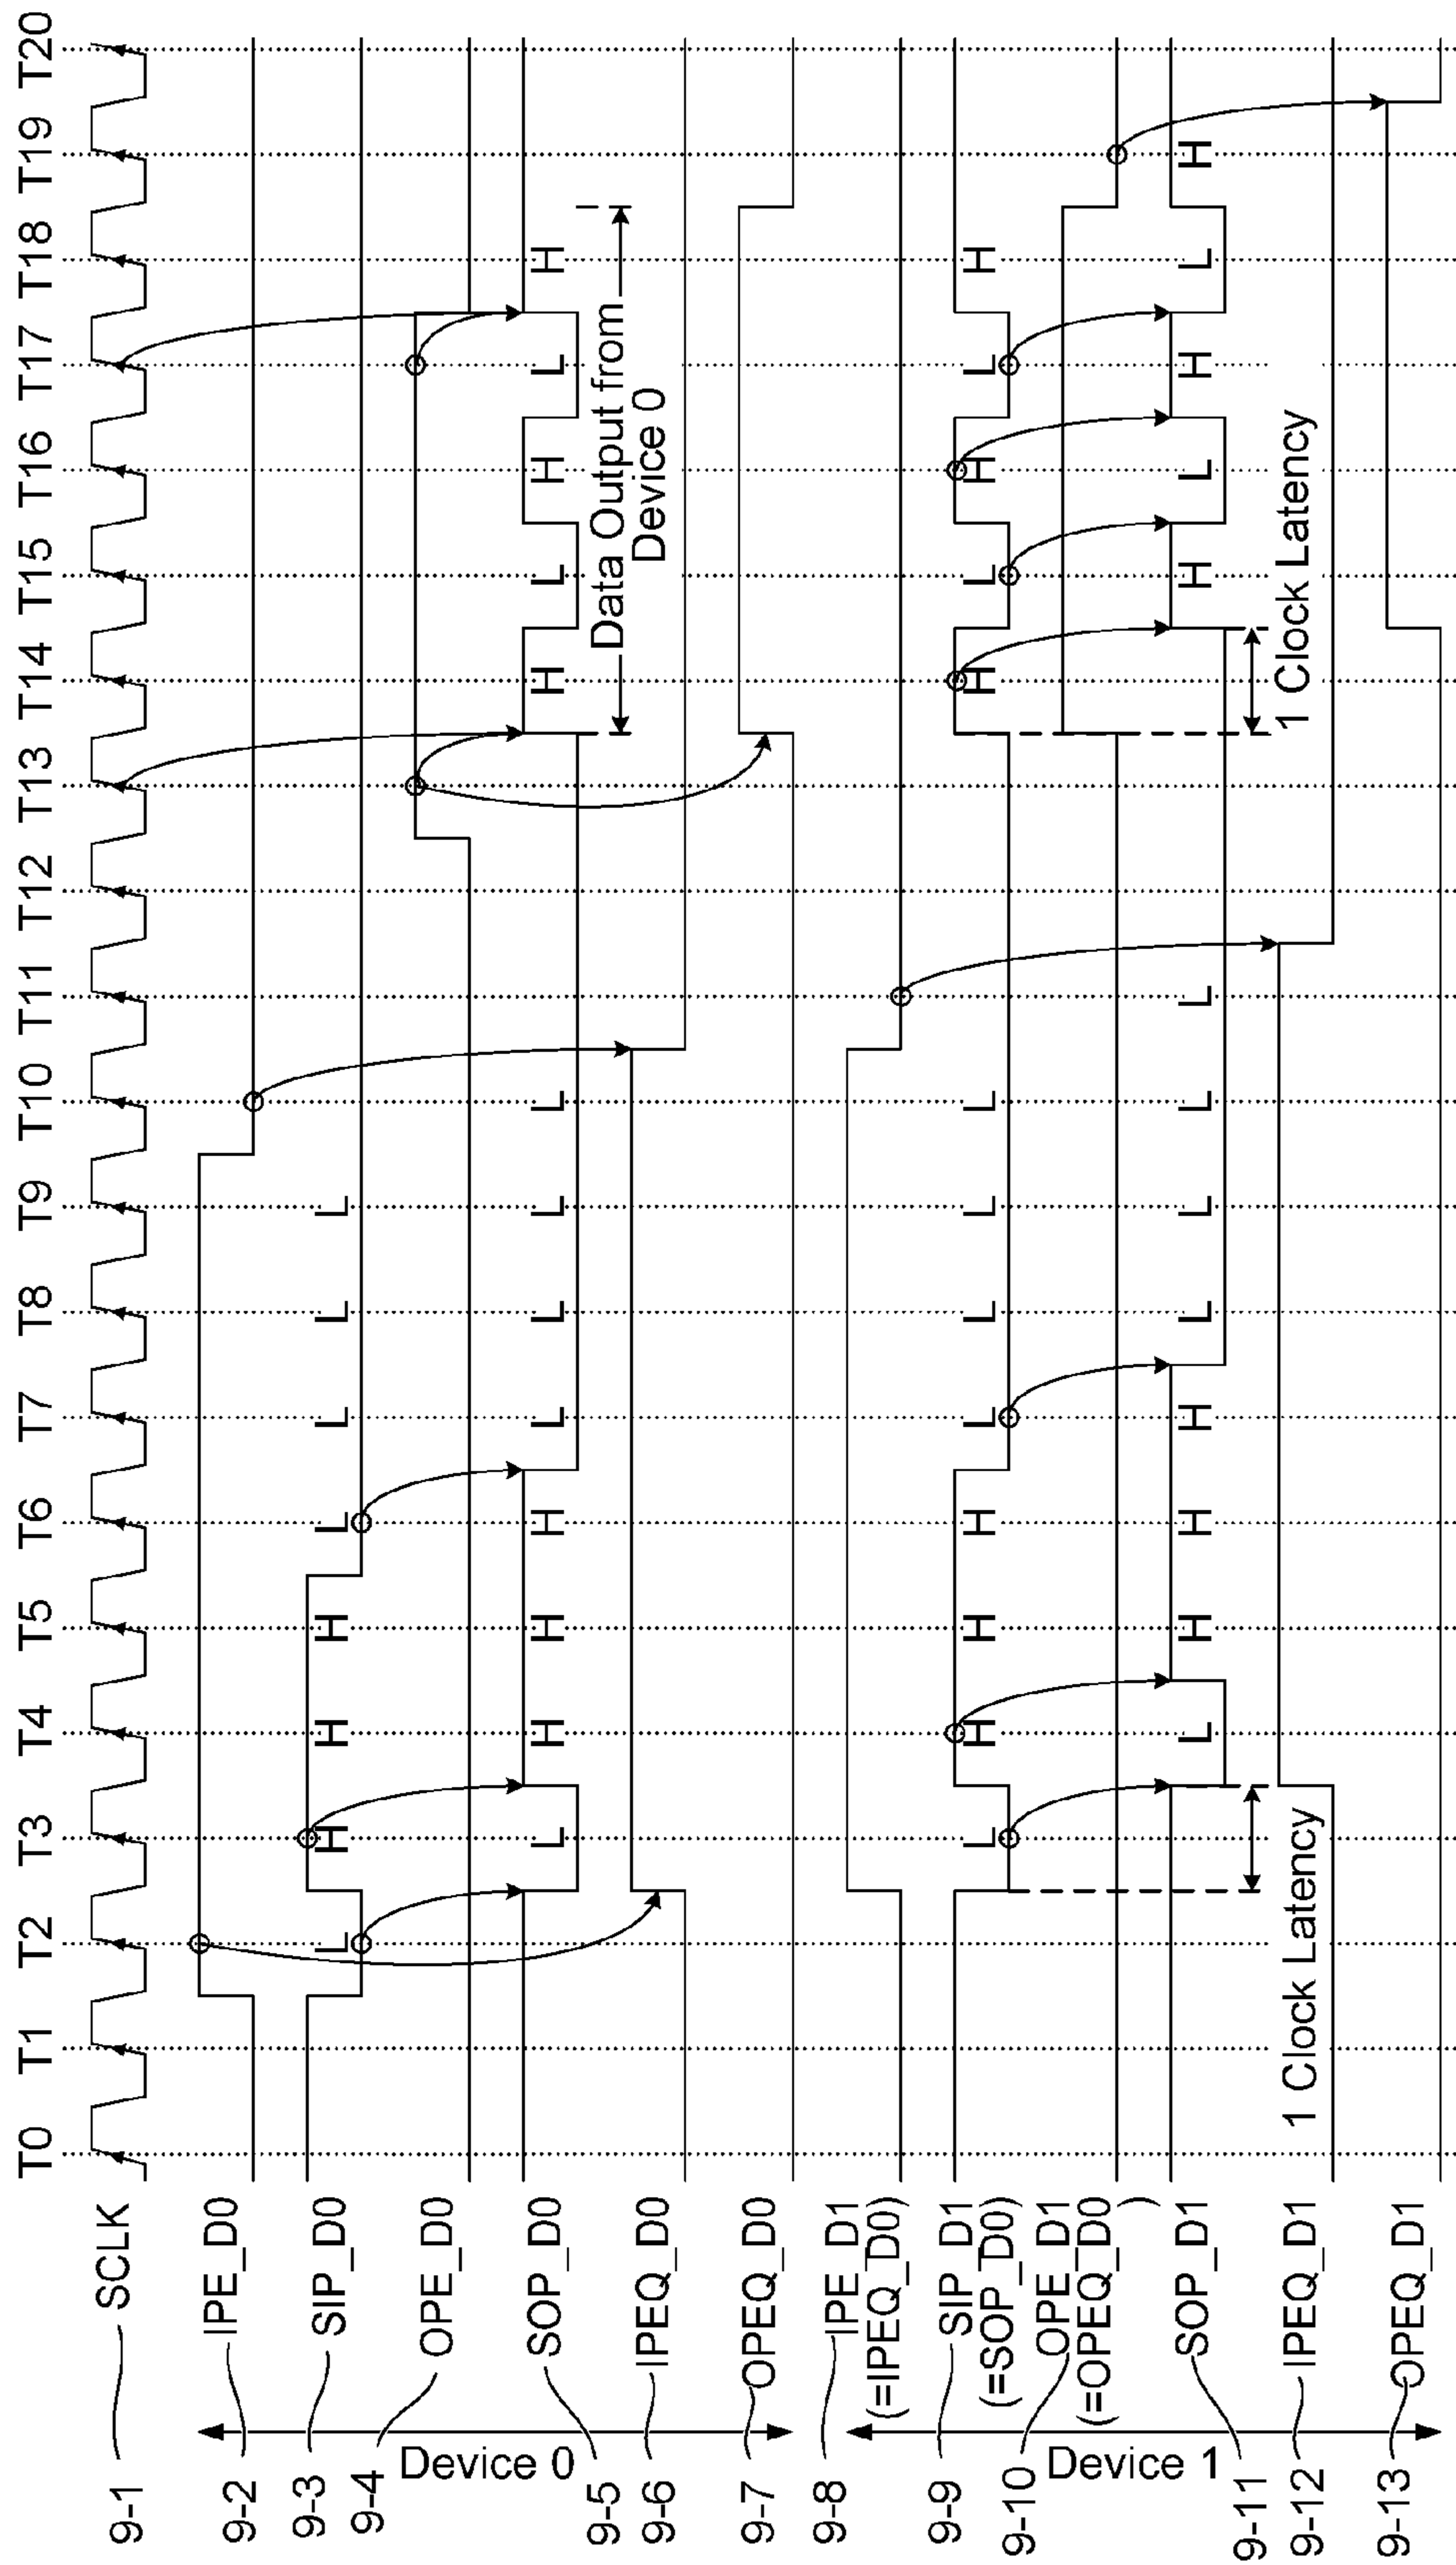 T0 T1 T2 T3 T4 T5 T6 T7 T8 T9 T10 T11 T12 T13 T14 T15 T16 T17 T18 T19 T20
9-1 SCLK
9-2 IPE_D0
9-3 SIP_D0 L H H H L L L L
9-4 OPE_D0
Device 0
9-5 SOP_D0 L H H H L L L L H L H L H
Data Output from
Device 0
9-6 IPEQ_D0
9-7 OPEQ_D0
9-8 IPE_D1
(=IPEQ_D0)
9-9 SIP_D1 L H H H L L L L H L H L H
(=SOP_D0)
9-10 OPE_D1
(=OPEQ_D0)
Device 1
9-11 SOP_D1 L H H H L L L L H L H L H
1 Clock Latency
1 Clock Latency
9-12 IPEQ_D1
9-13 OPEQ_D1